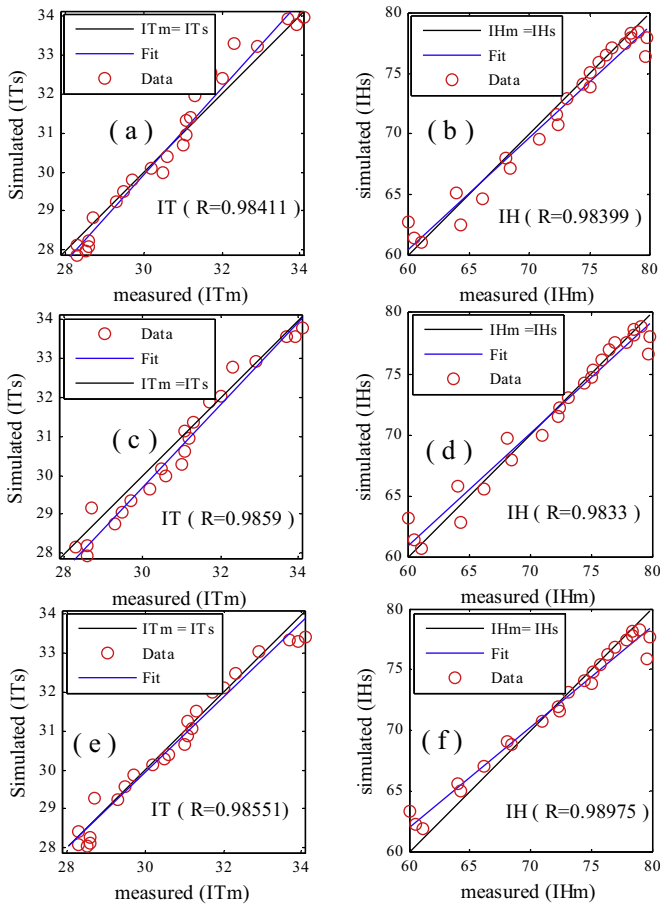 34
33
32
31
30
29
28
28
30
32
34
Simulated (ITs)
measured (ITm)
ITm= ITs
Fit
Data
( a )
IT ( R=0.98411)
80
75
70
65
60
60
65
70
75
80
simulated (IHs)
measured (IHm)
IHm =IHs
Fit
Data
( b )
IH ( R=0.98399)
34
33
32
31
30
29
28
28
30
32
34
Simulated (ITs)
measured (ITm)
Data
Fit
ITm =ITs
( c )
IT ( R=0.9859 )
80
75
70
65
60
60
65
70
75
80
simulated (IHs)
measured (IHm)
IHm=IHs
Fit
Data
( d )
IH ( R=0.9833 )
34
33
32
31
30
29
28
28
30
32
34
Simulated (ITs)
measured (ITm)
ITm= ITs
Data
Fit
( e )
IT ( R=0.98551)
80
75
70
65
60
60
65
70
75
80
simulated (IHs)
measured (IHm)
IHm= IHs
Fit
Data
( f )
IH ( R=0.98975)